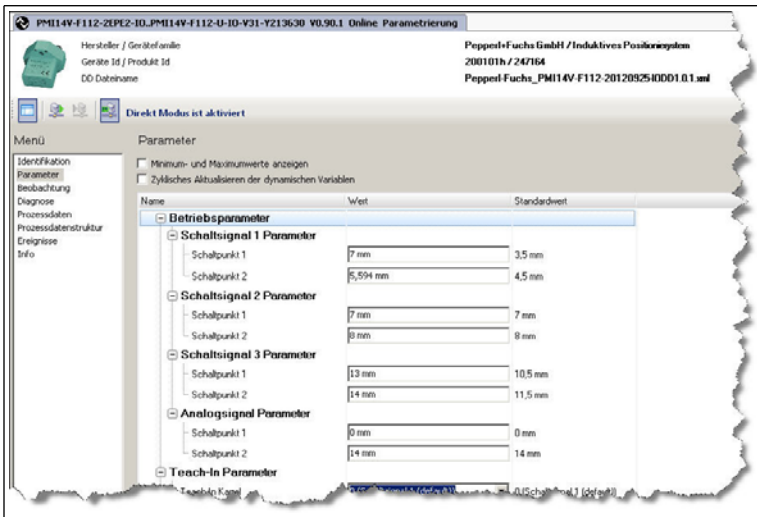 PMI14V-F112-2EPE2-IO..PMI14V-F112-U-IO-V31-Y213630 V0.90.1 Online Parametrierung
Hersteller / Gerätefamilie Pepperl+Fuchs GmbH / Induktives Positioniersystem
Geräte Id / Produkt Id 200101h / 247164
DD Dateiname Pepperl-Fuchs_PMI14V-F112-20120925-IODD1.0.1.xml
Direkt Modus ist aktiviert
Menü
Identifikation
Parameter
Beobachtung
Diagnose
Prozessdaten
Prozessdatenstruktur
Ereignisse
Info
Parameter
Minimum- und Maximumwerte anzeigen
Zyklisches Aktualisieren der dynamischen Variablen
Name Wert Standardwert
Betriebsparameter
Schaltsignal 1 Parameter
Schaltpunkt 1 7 mm 3,5 mm
Schaltpunkt 2 5,594 mm 4,5 mm
Schaltsignal 2 Parameter
Schaltpunkt 1 7 mm 7 mm
Schaltpunkt 2 8 mm 8 mm
Schaltsignal 3 Parameter
Schaltpunkt 1 13 mm 10,5 mm
Schaltpunkt 2 14 mm 11,5 mm
Analogsignal Parameter
Schaltpunkt 1 0 mm 0 mm
Schaltpunkt 2 14 mm 14 mm
Teach-In Parameter
Teach-In Kanal